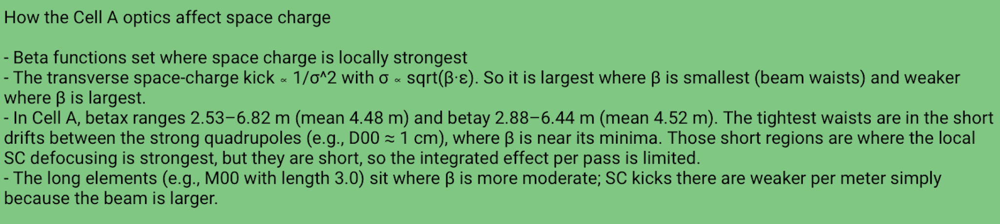 How the Cell A optics affect space charge
- Beta functions set where space charge is locally strongest
- The transverse space-charge kick ∝ 1/σ^2 with σ ∝ sqrt(β·ε). So it is largest where β is smallest (beam waists) and weaker
where β is largest.
- In Cell A, betax ranges 2.53–6.82 m (mean 4.48 m) and betay 2.88–6.44 m (mean 4.52 m). The tightest waists are in the short
drifts between the strong quadrupoles (e.g., D00 ≈ 1 cm), where β is near its minima. Those short regions are where the local
SC defocusing is strongest, but they are short, so the integrated effect per pass is limited.
- The long elements (e.g., M00 with length 3.0) sit where β is more moderate; SC kicks there are weaker per meter simply
because the beam is larger.